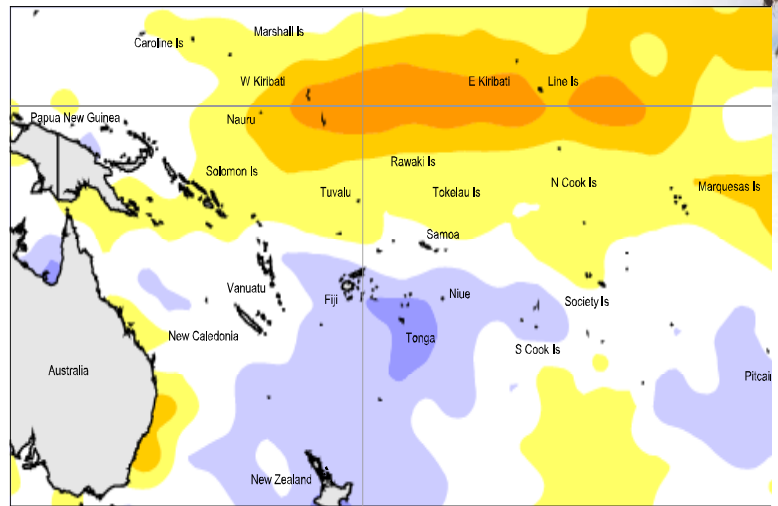 Marshall Is
Caroline Is
W Kiribati
E Kiribati
Line Is
Papua New Guinea
Nauru
Rawaki Is
Solomon Is
Tuvalu
Tokelau Is
N Cook Is
Marquesas Is
Samoa
Vanuatu
Fiji
Niue
Society Is
New Caledonia
Tonga
S Cook Is
Australia
Pitcair
New Zealand